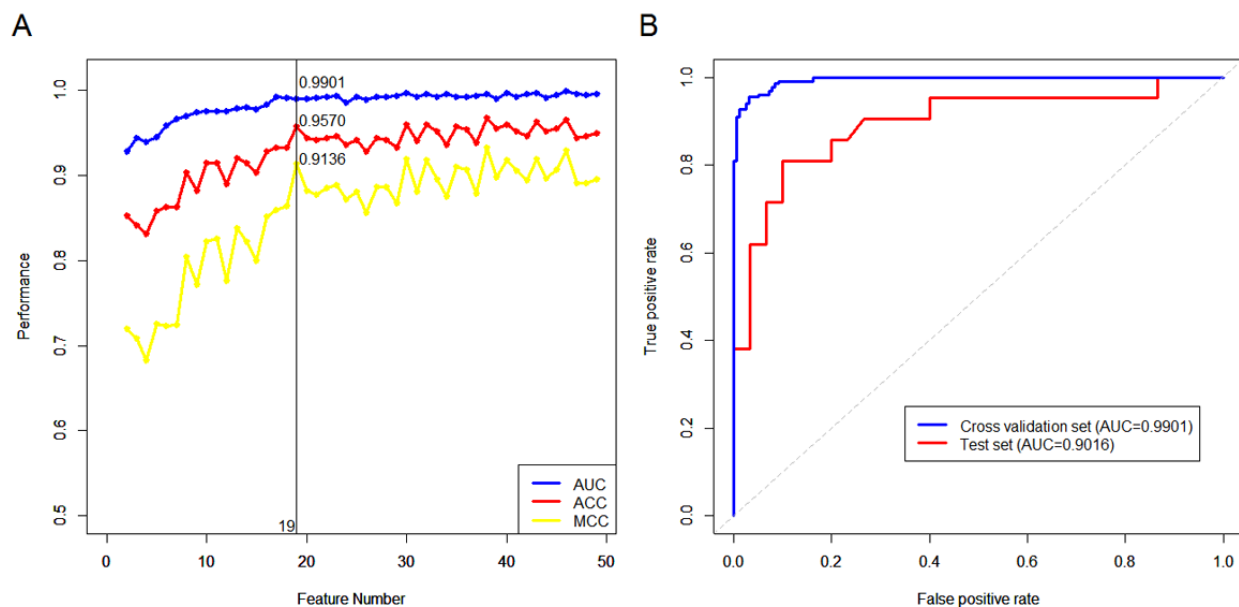 A
Performance
1.0
0.9
0.8
0.7
0.6
0.5
0.9901
0.9570
0.9136
19
AUC
ACC
MCC
0
10
20
30
40
50
Feature Number
B
True positive rate
1.0
0.8
0.6
0.4
0.2
0.0
Cross validation set (AUC=0.9901)
Test set (AUC=0.9016)
0.0
0.2
0.4
0.6
0.8
1.0
False positive rate